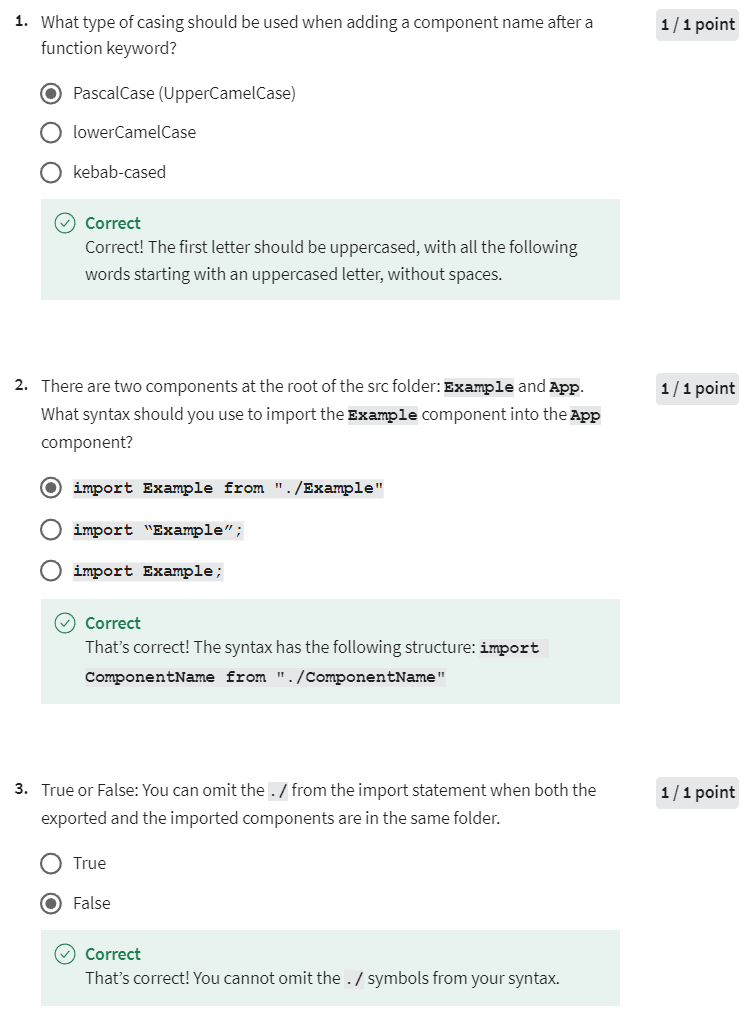 1. What type of casing should be used when adding a component name after a
1 / 1 point
function keyword?
PascalCase (UpperCamelCase)
lowerCamelCase
kebab-cased
Correct
Correct! The first letter should be uppercased, with all the following
words starting with an uppercased letter, without spaces.
2. There are two components at the root of the src folder: Example and App.
1 / 1 point
What syntax should you use to import the Example component into the App
component?
import Example from "./Example"
import “Example”;
import Example;
Correct
That’s correct! The syntax has the following structure: import
ComponentName from "./ComponentName"
3. True or False: You can omit the ./ from the import statement when both the
1 / 1 point
exported and the imported components are in the same folder.
True
False
Correct
That’s correct! You cannot omit the ./ symbols from your syntax.